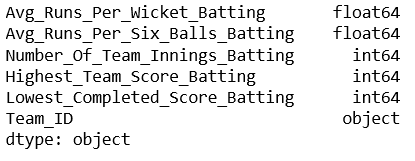 Avg_Runs_Per_Wicket_Batting float64
Avg_Runs_Per_Six_Balls_Batting float64
Number_Of_Team_Innings_Batting int64
Highest_Team_Score_Batting int64
Lowest_Completed_Score_Batting int64
Team_ID object
dtype: object